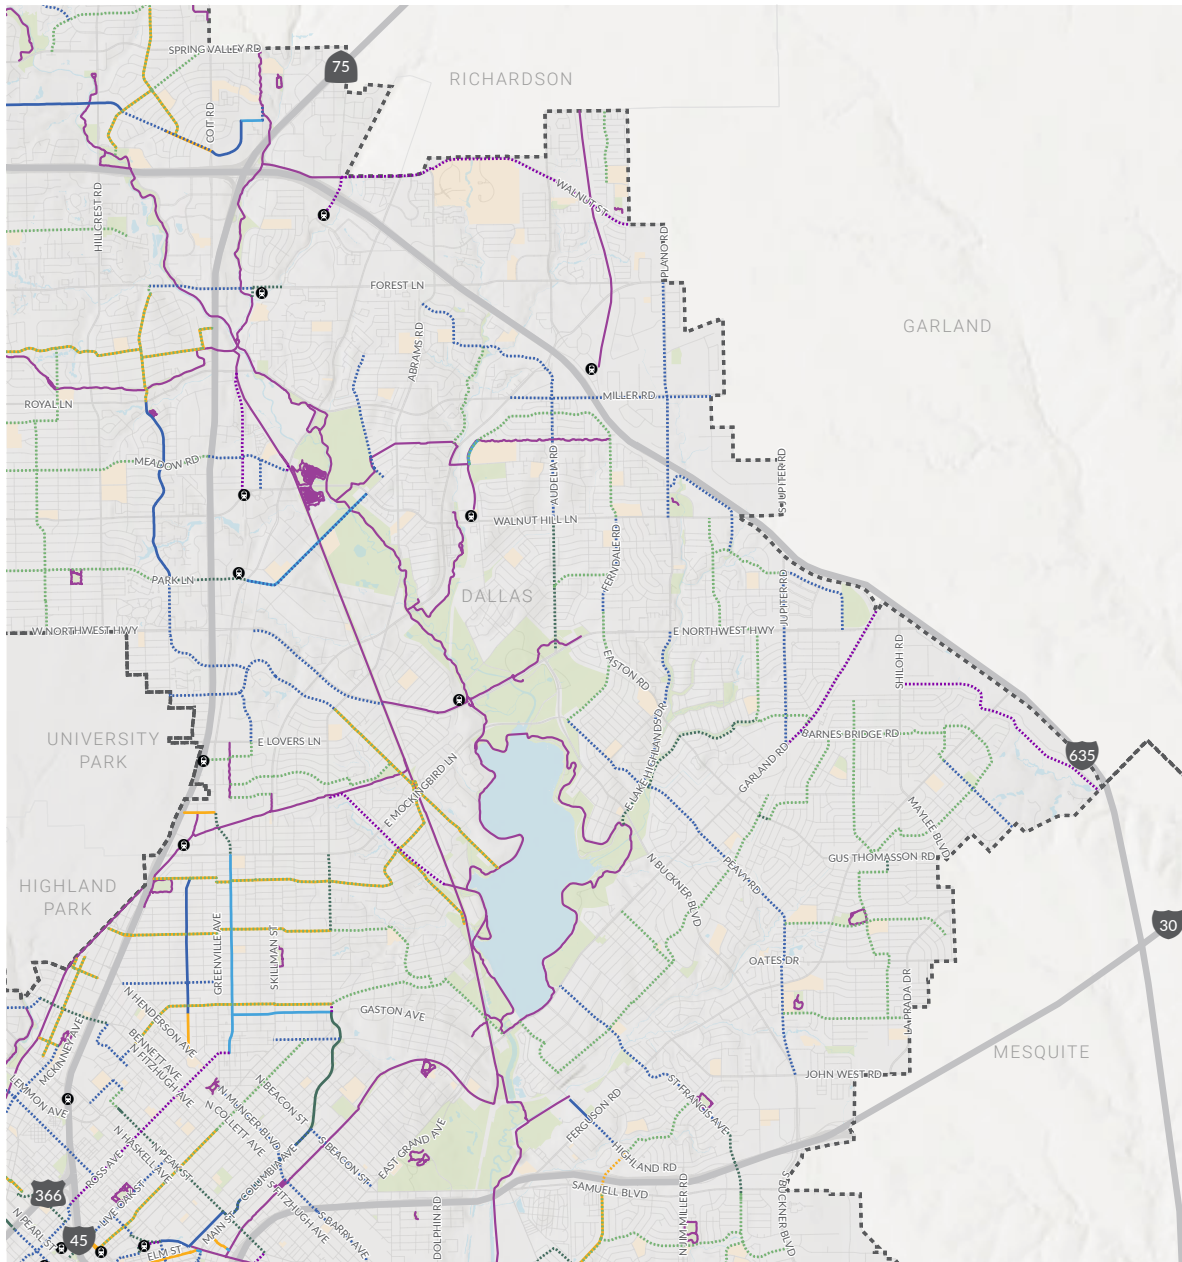 SPRING VALLEY RD
75
RICHARDSON
COIT RD
HILLCREST RD
WALNUT ST
PLANO RD
FOREST LN
GARLAND
ABRAMS RD
MILLER RD
ROYAL LN
MEADOW RD
AUDELIA RD
S JUPITER RD
WALNUT HILL LN
FERNDALE RD
PARK LN
DALLAS
JUPITER RD
W NORTHWEST HWY
E NORTHWEST HWY
SHILOH RD
EASTON RD
UNIVERSITY
PARK
E LOVERS LN
E LAKE HIGHLANDS DR
BARNES BRIDGE RD
GARLAND RD
635
E MOCKINGBIRD LN
MAYLEE BLVD
GUS THOMASSON RD
HIGHLAND
PARK
N BUCKNER BLVD
PEAVY RD
30
GREENVILLE AVE
SKILLMAN ST
OATES DR
LA PRADA DR
N HENDERSON AVE
GASTON AVE
MCKINNEY AVE
BENNETT AVE
N FITZHUGH AVE
MESQUITE
LEMMON AVE
N BEACON ST
N MUNGER BLVD
N COLLETT AVE
JOHN WEST RD
ST FRANCIS AVE
FERGUSON RD
N HASKELL AVE
N PEAK ST
COLUMBIA AVE
S BEACON ST
EAST GRAND AVE
HIGHLAND RD
ROSS AVE
366
LIVE OAK ST
S FITZHUGH AVE
SAMUELL BLVD
S BUCKNER BLVD
N PEARL ST
45
MAIN ST
ELM ST
S BARRY AVE
DOLPHIN RD
N JIM MILLER RD